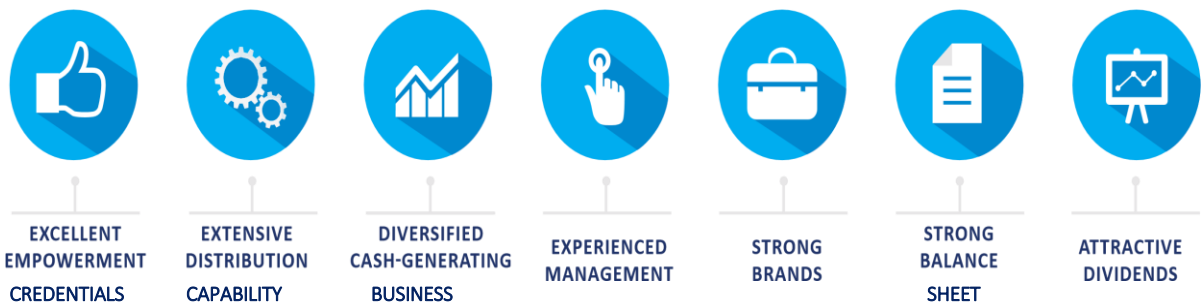 EXCELLENT
EMPOWERMENT
CREDENTIALS
EXTENSIVE
DISTRIBUTION
CAPABILITY
DIVERSIFIED
CASH-GENERATING
BUSINESS
EXPERIENCED
MANAGEMENT
STRONG
BRANDS
STRONG
BALANCE
SHEET
ATTRACTIVE
DIVIDENDS